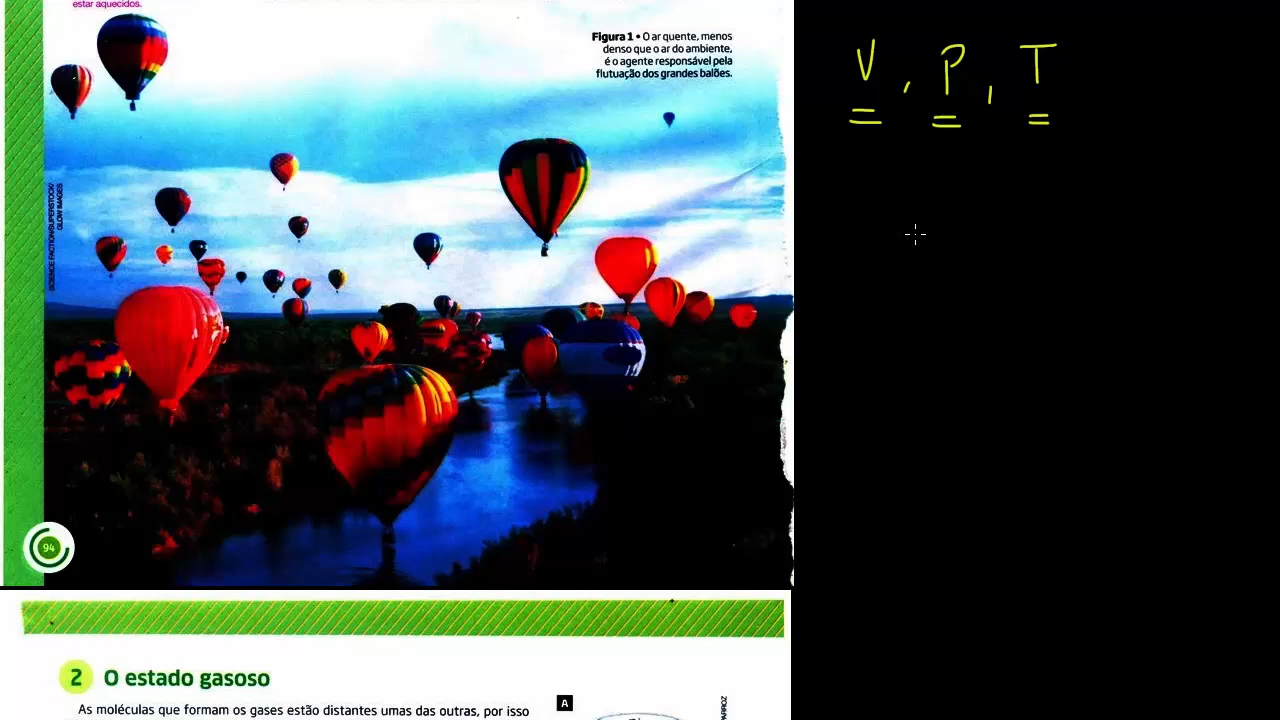 estar aquecidos.
Figura 1 • O ar quente, menos
denso que o ar do ambiente,
é o agente responsável pela
flutuação dos grandes balões.
SCIENCE FACTION/SUPERSTOCK/
GLOW IMAGES
94
2 O estado gasoso
As moléculas que formam os gases estão distantes umas das outras, por isso
A
V, P, T